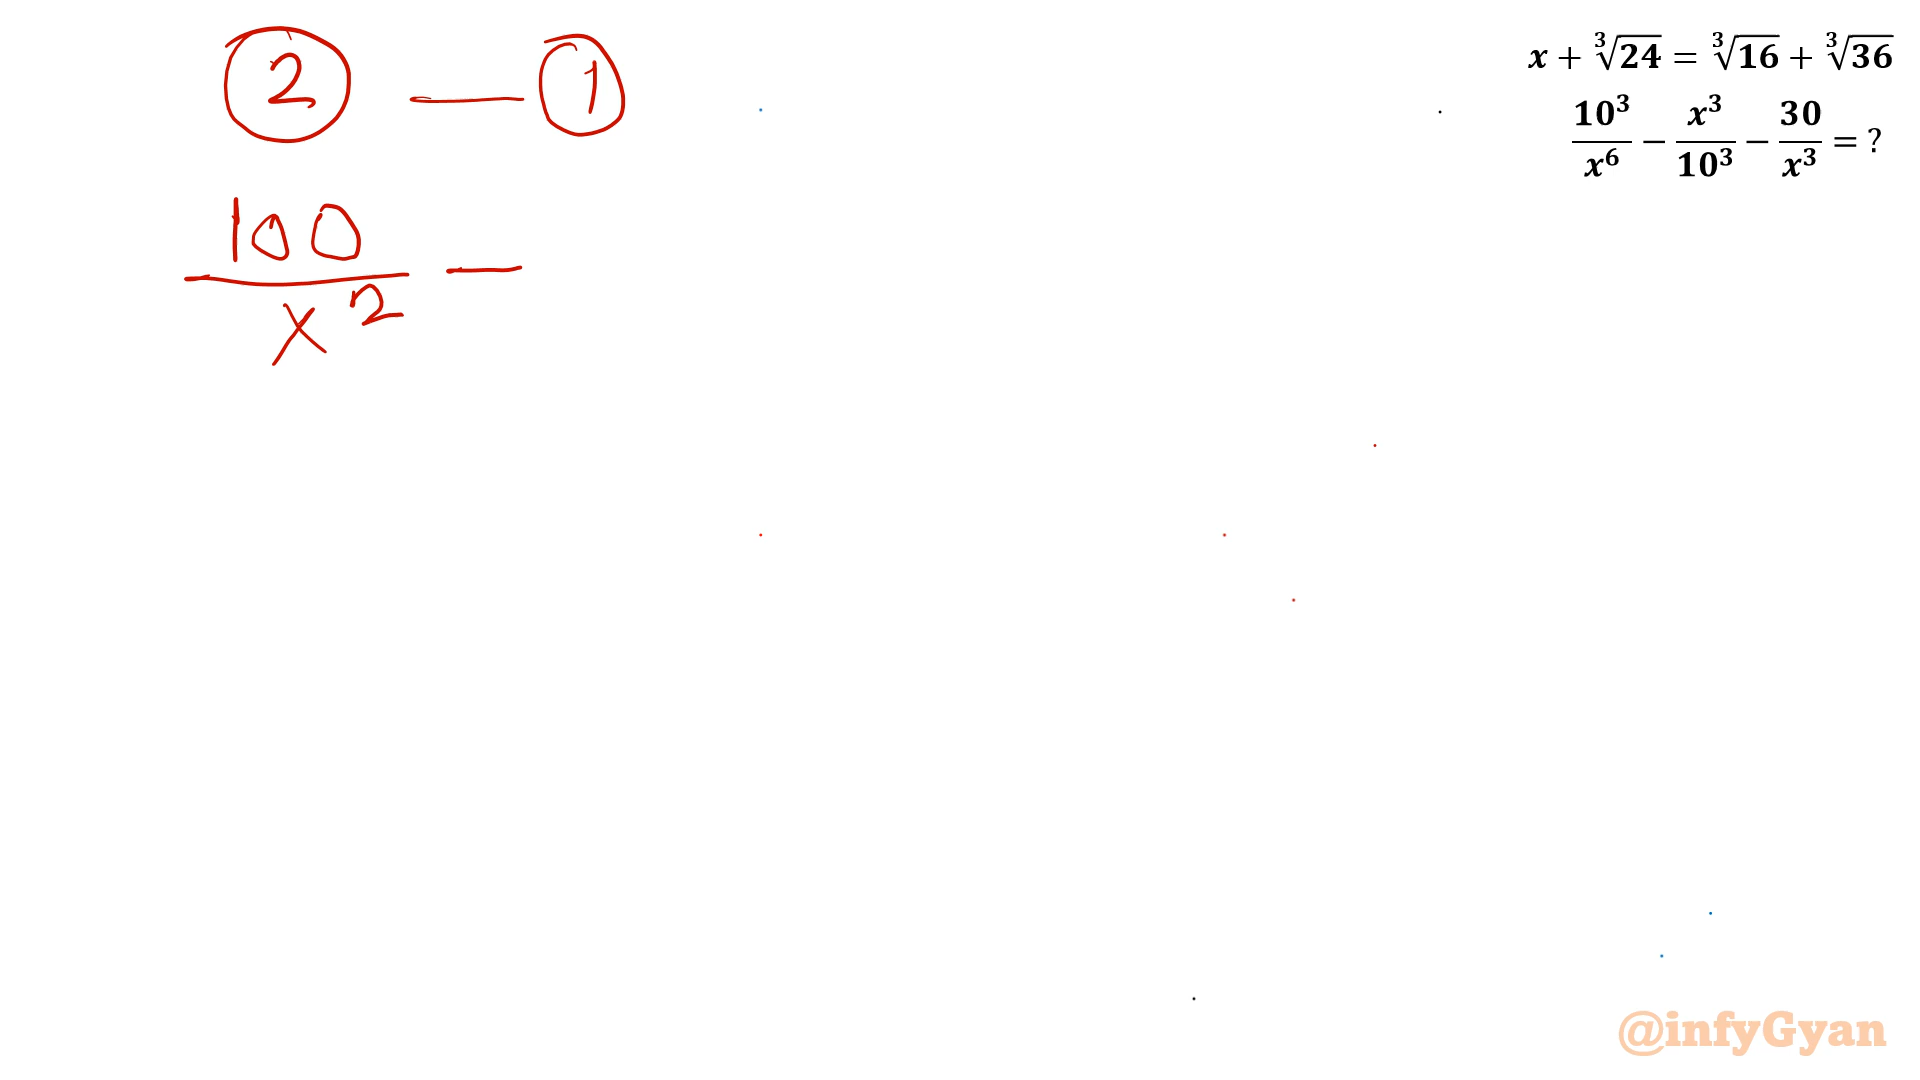 ② — ①
100/x² —
x + ∛24 = ∛16 + ∛36
10³/x⁶ − x³/10³ − 30/x³ = ?
@infyGyan